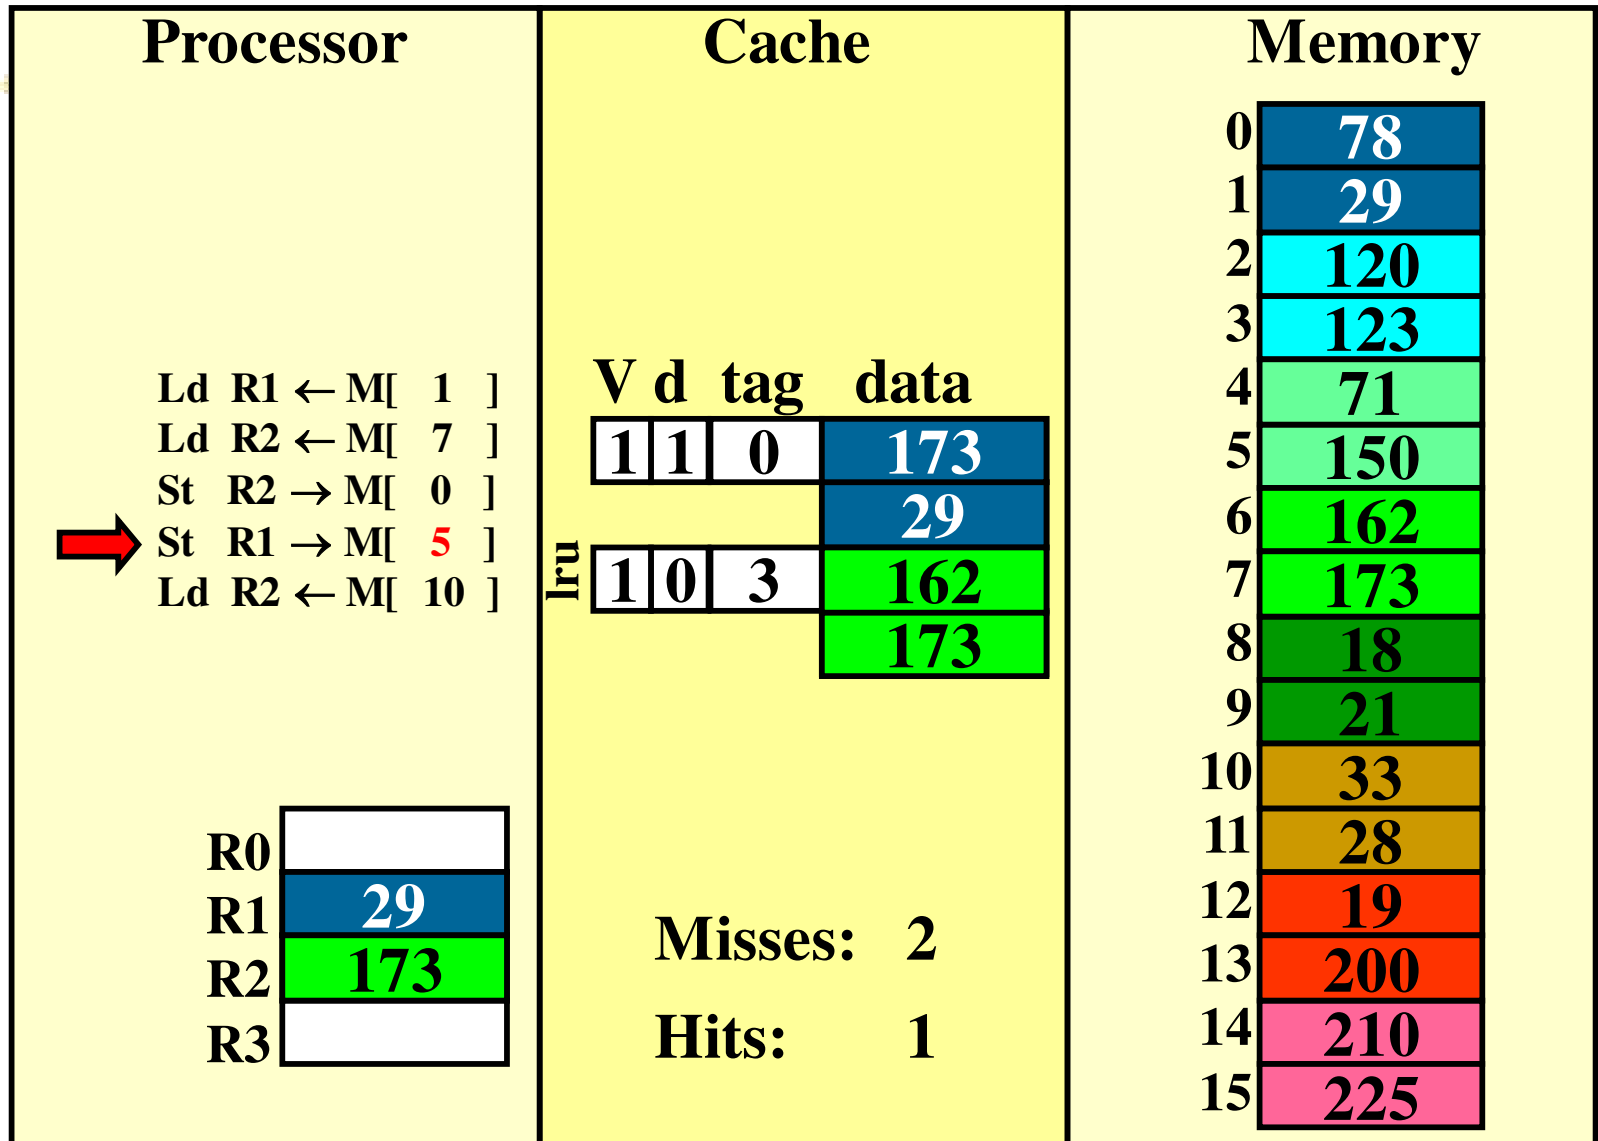 Processor
Ld R1 ← M[ 1 ]
Ld R2 ← M[ 7 ]
St R2 → M[ 0 ]
St R1 → M[ 5 ]
Ld R2 ← M[ 10 ]
R0
R1 29
R2 173
R3
Cache
V d tag data
1 1 0 173
29
lru 1 0 3 162
173
Misses: 2
Hits: 1
Memory
0 78
1 29
2 120
3 123
4 71
5 150
6 162
7 173
8 18
9 21
10 33
11 28
12 19
13 200
14 210
15 225